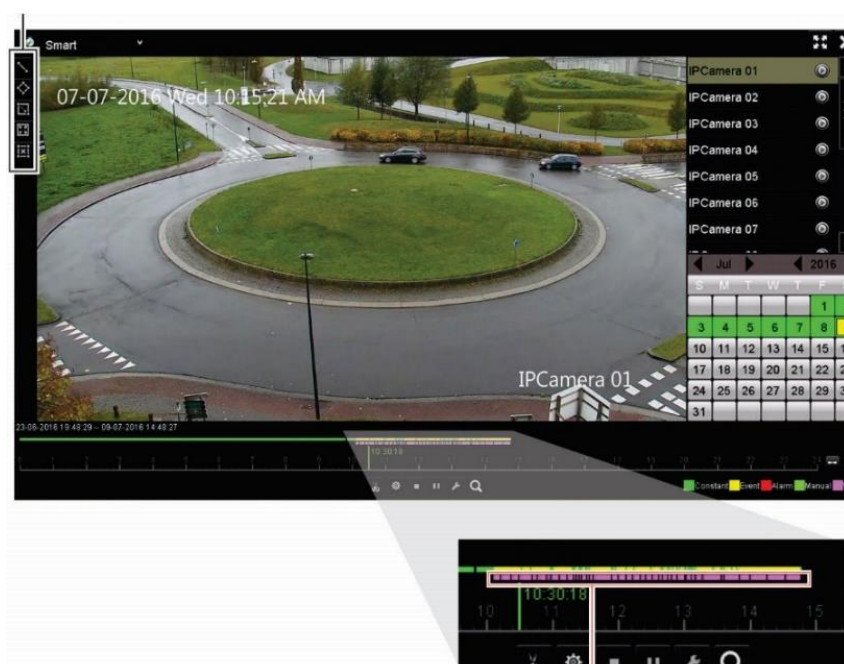 Smart
07-07-2016 Wed 10:15:21 AM
IPCamera 01
IPCamera 02
IPCamera 03
IPCamera 04
IPCamera 05
IPCamera 06
IPCamera 07
Jul 2016
S M T W T F
1
3 4 5 6 7 8
10 11 12 13 14 15
17 18 19 20 21 22
24 25 26 27 28 29
31
IPCamera 01
23-06-2016 19:48:29 -- 09-07-2016 14:48:27
10:30:18
Constant Event Alarm Manual
10:30:18
10 11 12 13 14 15